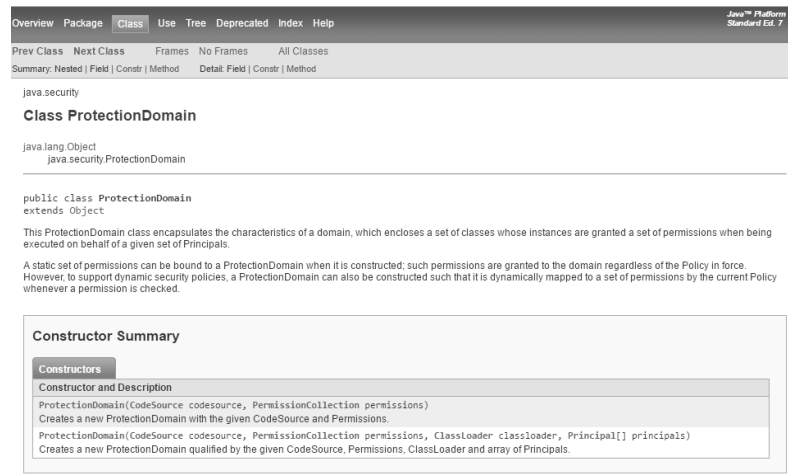 Overview Package Class Use Tree Deprecated Index Help
Java™ Platform
Standard Ed. 7
Prev Class Next Class Frames No Frames All Classes
Summary: Nested | Field | Constr | Method Detail: Field | Constr | Method
java.security
Class ProtectionDomain
java.lang.Object
java.security.ProtectionDomain
public class ProtectionDomain
extends Object
This ProtectionDomain class encapsulates the characteristics of a domain, which encloses a set of classes whose instances are granted a set of permissions when being
executed on behalf of a given set of Principals.
A static set of permissions can be bound to a ProtectionDomain when it is constructed; such permissions are granted to the domain regardless of the Policy in force.
However, to support dynamic security policies, a ProtectionDomain can also be constructed such that it is dynamically mapped to a set of permissions by the current Policy
whenever a permission is checked.
Constructor Summary
Constructors
Constructor and Description
ProtectionDomain(CodeSource codesource, PermissionCollection permissions)
Creates a new ProtectionDomain with the given CodeSource and Permissions.
ProtectionDomain(CodeSource codesource, PermissionCollection permissions, ClassLoader classloader, Principal[] principals)
Creates a new ProtectionDomain qualified by the given CodeSource, Permissions, ClassLoader and array of Principals.